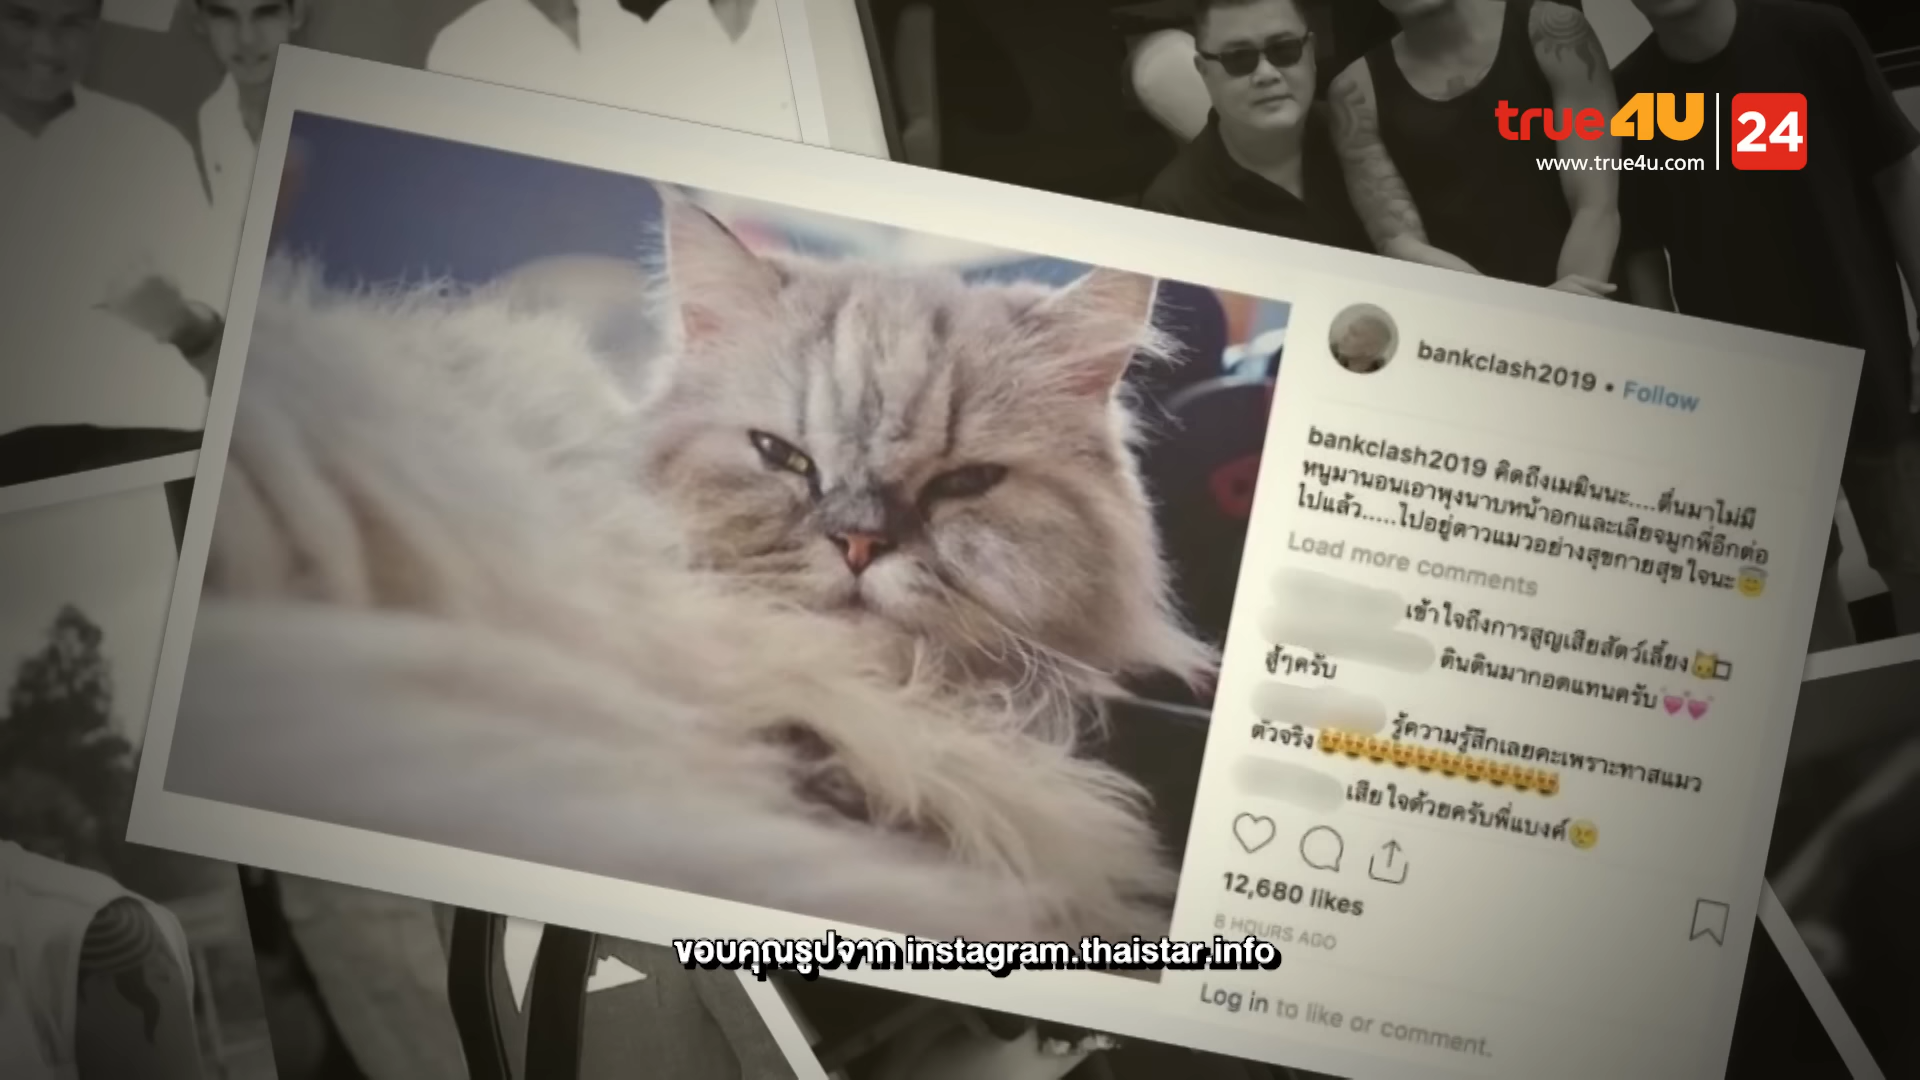 true4U
24
www.true4u.com
bankclash2019 • Follow
bankclash2019 คิดถึงเมฆินนะ....ตื่นมาไม่มี
หนูมานอนเอาพุงนาบหน้าอกและเลียจมูกพี่อีกต่อ
ไปแล้ว.....ไปอยู่ดาวแมวอย่างสุขกายสุขใจนะ😇
Load more comments
เข้าใจถึงการสูญเสียสัตว์เลี้ยง
ดินดินมากอดแทนครับ💓💓
สู้ๆครับ
รู้ความรู้สึกเลยคะเพราะทาสแมว
ตัวจริง
เสียใจด้วยครับพี่แบงค์😢
12,680 likes
8 HOURS AGO
ขอบคุณรูปจาก instagram.thaistar.info
Log in to like or comment.